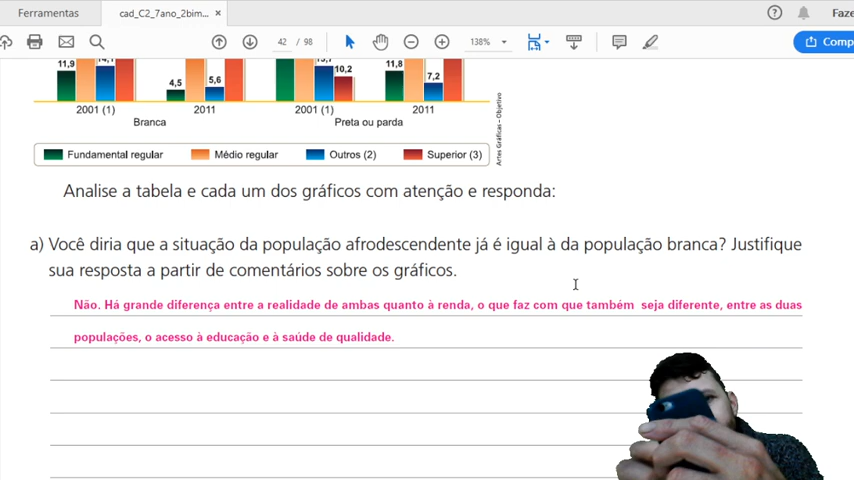 Ferramentas
cad_C2_7ano_2bim... ×
Faze
42 / 98
138%
Comp
11,9
4,5
5,6
10,2
11,8
7,2
2001 (1)
2011
2001 (1)
2011
Branca
Preta ou parda
Artes Gráficas – Objetivo
Fundamental regular
Médio regular
Outros (2)
Superior (3)
Analise a tabela e cada um dos gráficos com atenção e responda:
a) Você diria que a situação da população afrodescendente já é igual à da população branca? Justifique
sua resposta a partir de comentários sobre os gráficos.
Não. Há grande diferença entre a realidade de ambas quanto à renda, o que faz com que também seja diferente, entre as duas
populações, o acesso à educação e à saúde de qualidade.